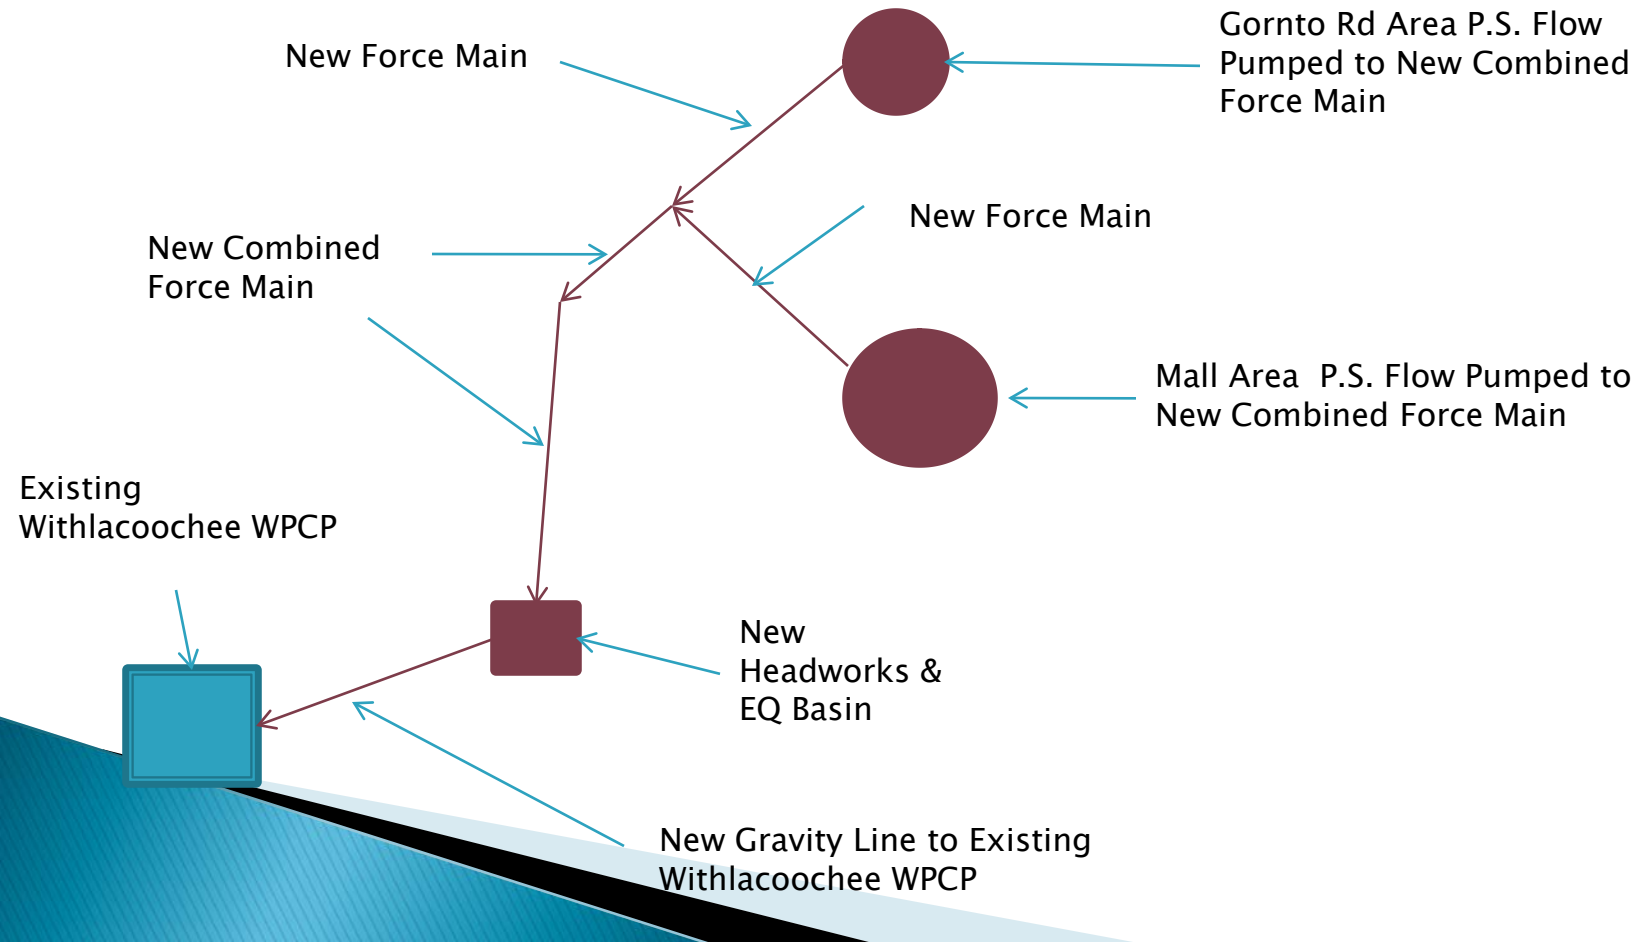 Gornto Rd Area P.S. Flow
Pumped to New Combined
Force Main
New Force Main
New Force Main
New Combined
Force Main
Mall Area  P.S. Flow Pumped to
New Combined Force Main
Existing
Withlacoochee WPCP
New
Headworks &
EQ Basin
New Gravity Line to Existing
Withlacoochee WPCP